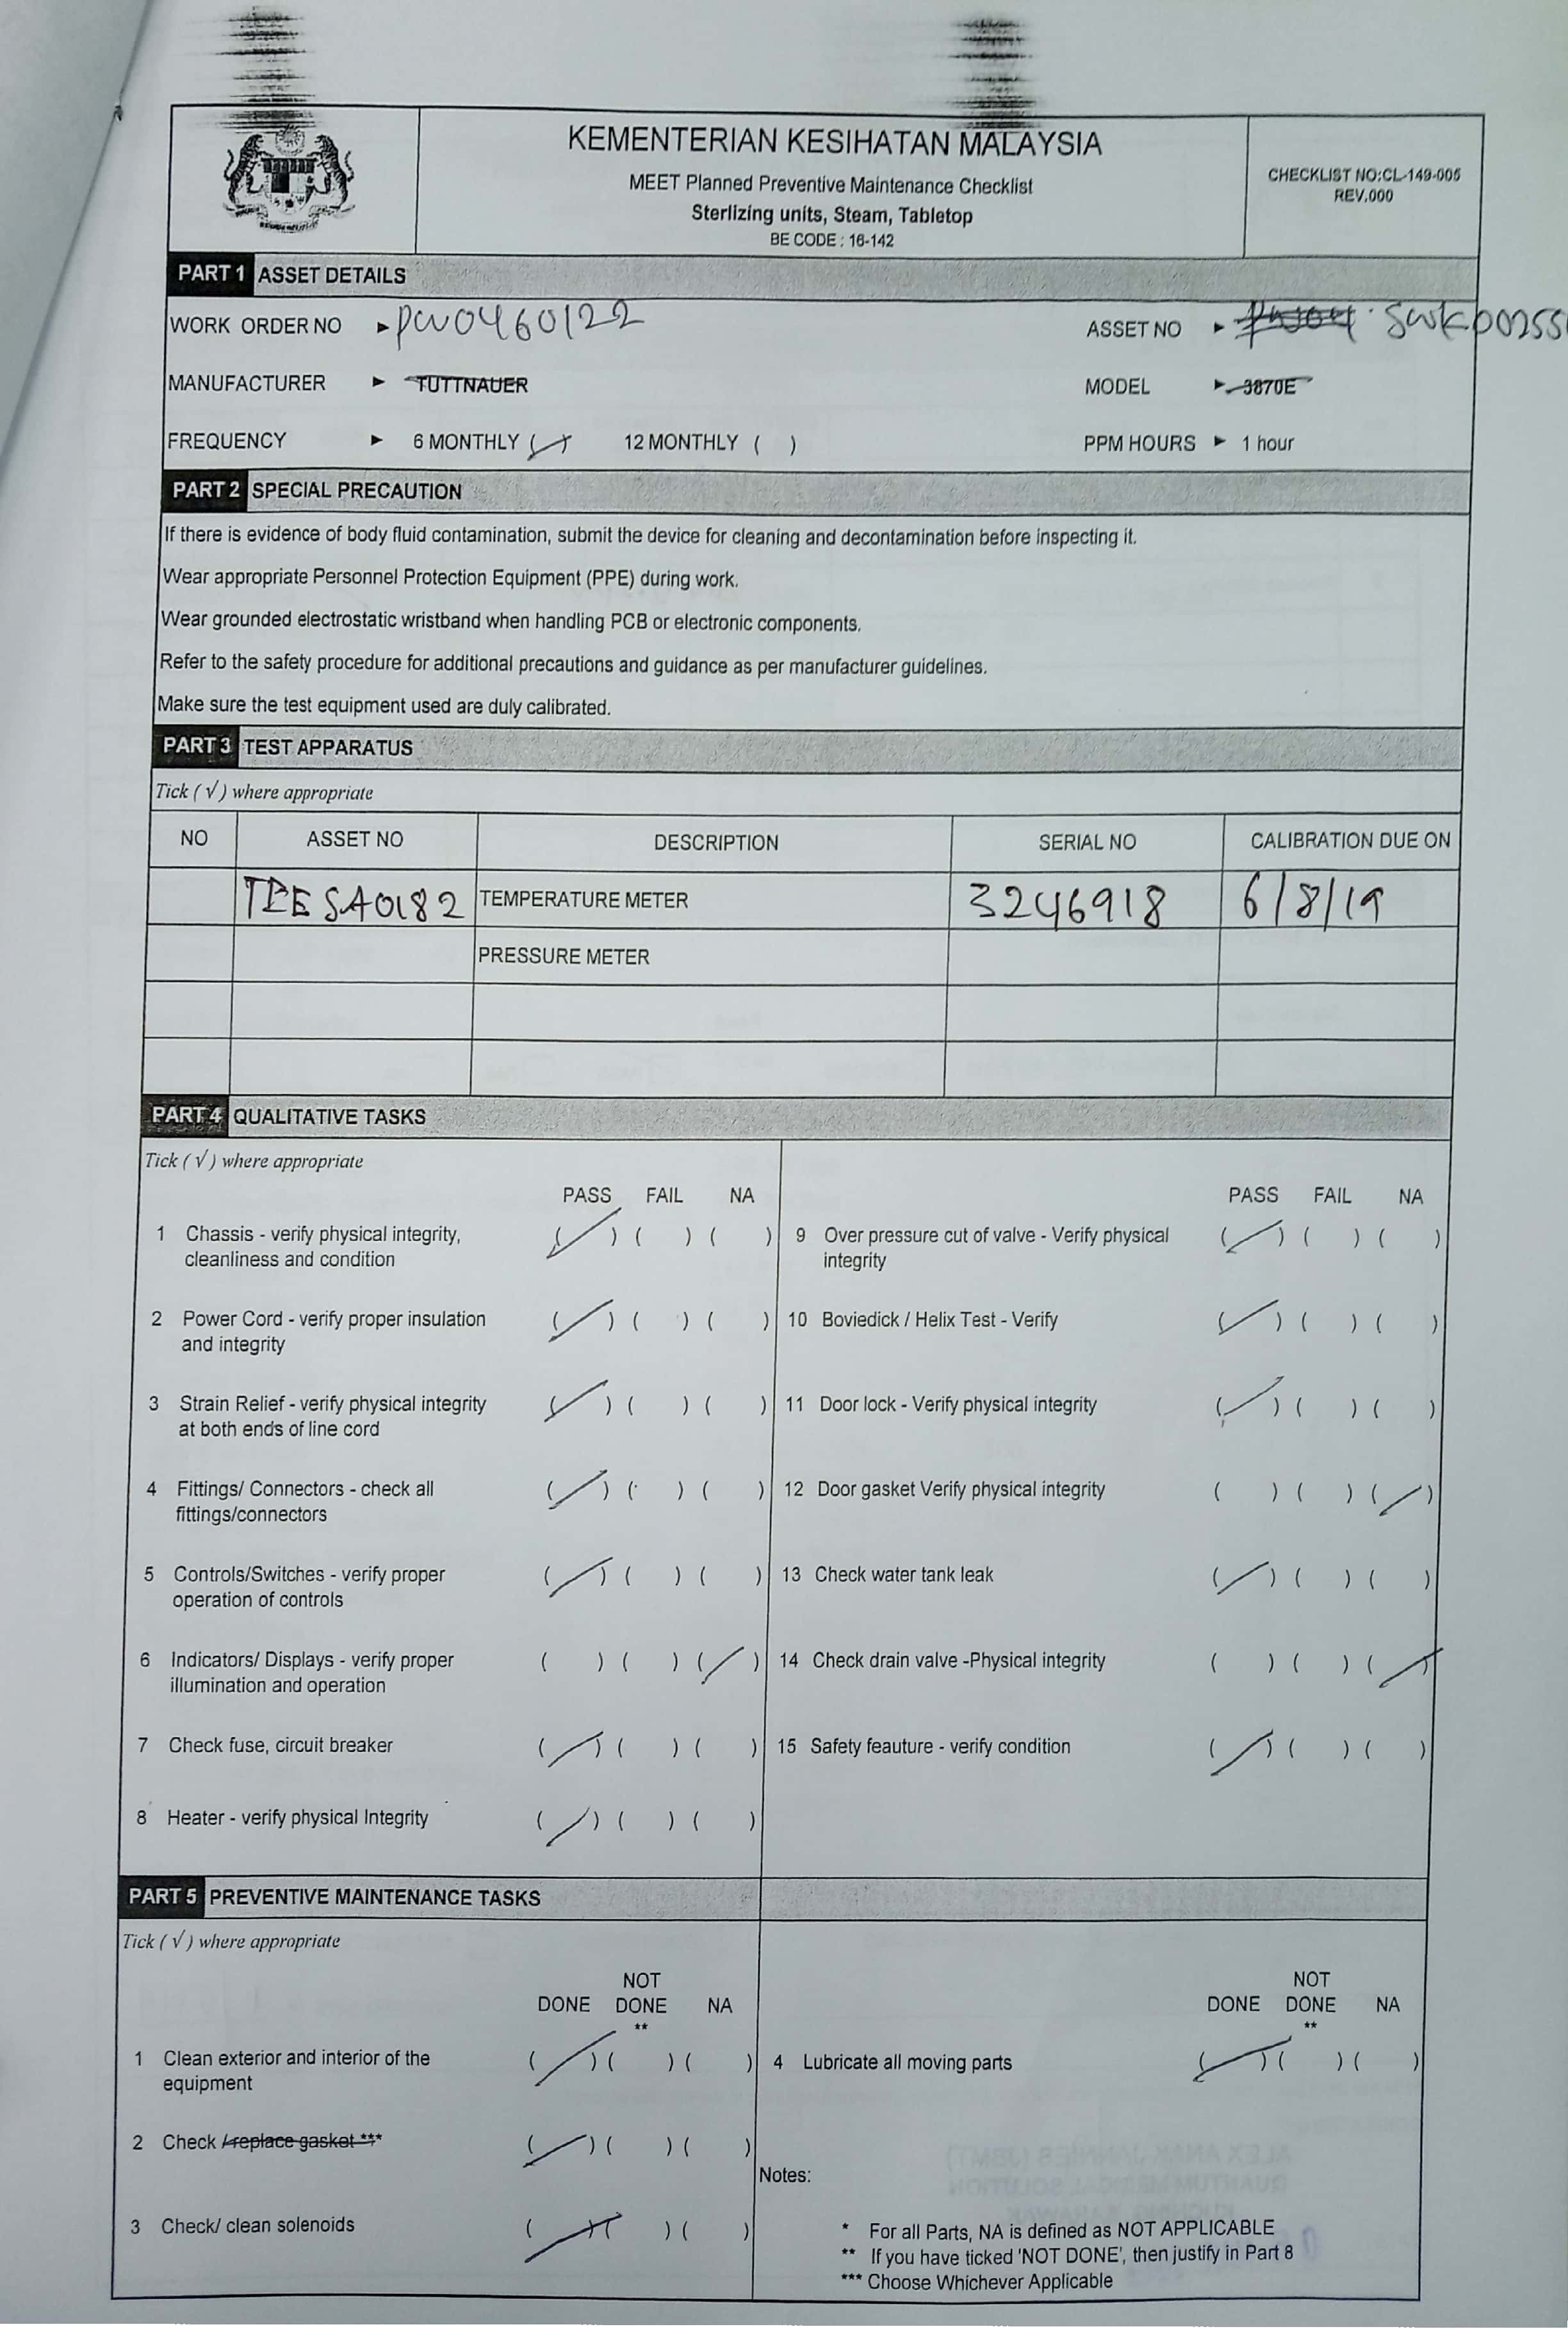 KEMENTERIAN KESIHATAN MALAYSIA
MEET Planned Preventive Maintenance Checklist
Sterlizing units, Steam, Tabletop
BE CODE : 16-142
CHECKLIST NO:CL-149-005
REV.000
PART 1 ASSET DETAILS
WORK ORDER NO ► PW0460122 ASSET NO ►
MANUFACTURER ► TUTTNAUER MODEL ► 3870E
FREQUENCY ► 6 MONTHLY (✓) 12 MONTHLY ( ) PPM HOURS ► 1 hour
PART 2 SPECIAL PRECAUTION
If there is evidence of body fluid contamination, submit the device for cleaning and decontamination before inspecting it.
Wear appropriate Personnel Protection Equipment (PPE) during work.
Wear grounded electrostatic wristband when handling PCB or electronic components.
Refer to the safety procedure for additional precautions and guidance as per manufacturer guidelines.
Make sure the test equipment used are duly calibrated.
PART 3 TEST APPARATUS
Tick ( √ ) where appropriate
NO ASSET NO DESCRIPTION SERIAL NO CALIBRATION DUE ON
TBESA0182 TEMPERATURE METER 3246918 6/8/19
PRESSURE METER
PART 4 QUALITATIVE TASKS
Tick ( √ ) where appropriate
PASS FAIL NA
1 Chassis - verify physical integrity, (✓) ( ) ( )
cleanliness and condition
2 Power Cord - verify proper insulation (✓) ( ) ( )
and integrity
3 Strain Relief - verify physical integrity (✓) ( ) ( )
at both ends of line cord
4 Fittings/ Connectors - check all (✓) ( ) ( )
fittings/connectors
5 Controls/Switches - verify proper (✓) ( ) ( )
operation of controls
6 Indicators/ Displays - verify proper ( ) ( ) (✓)
illumination and operation
7 Check fuse, circuit breaker (✓) ( ) ( )
8 Heater - verify physical Integrity (✓) ( ) ( )
PASS FAIL NA
9 Over pressure cut of valve - Verify physical (✓) ( ) ( )
integrity
10 Boviedick / Helix Test - Verify (✓) ( ) ( )
11 Door lock - Verify physical integrity (✓) ( ) ( )
12 Door gasket Verify physical integrity ( ) ( ) (✓)
13 Check water tank leak (✓) ( ) ( )
14 Check drain valve -Physical integrity ( ) ( ) (✓)
15 Safety feauture - verify condition (✓) ( ) ( )
PART 5 PREVENTIVE MAINTENANCE TASKS
Tick ( √ ) where appropriate
NOT
DONE DONE NA
**
1 Clean exterior and interior of the (✓) ( ) ( )
equipment
2 Check / replace gasket *** (✓) ( ) ( )
3 Check/ clean solenoids (✓) ( ) ( )
NOT
DONE DONE NA
**
4 Lubricate all moving parts (✓) ( ) ( )
Notes:
* For all Parts, NA is defined as NOT APPLICABLE
** If you have ticked 'NOT DONE', then justify in Part 8
*** Choose Whichever Applicable